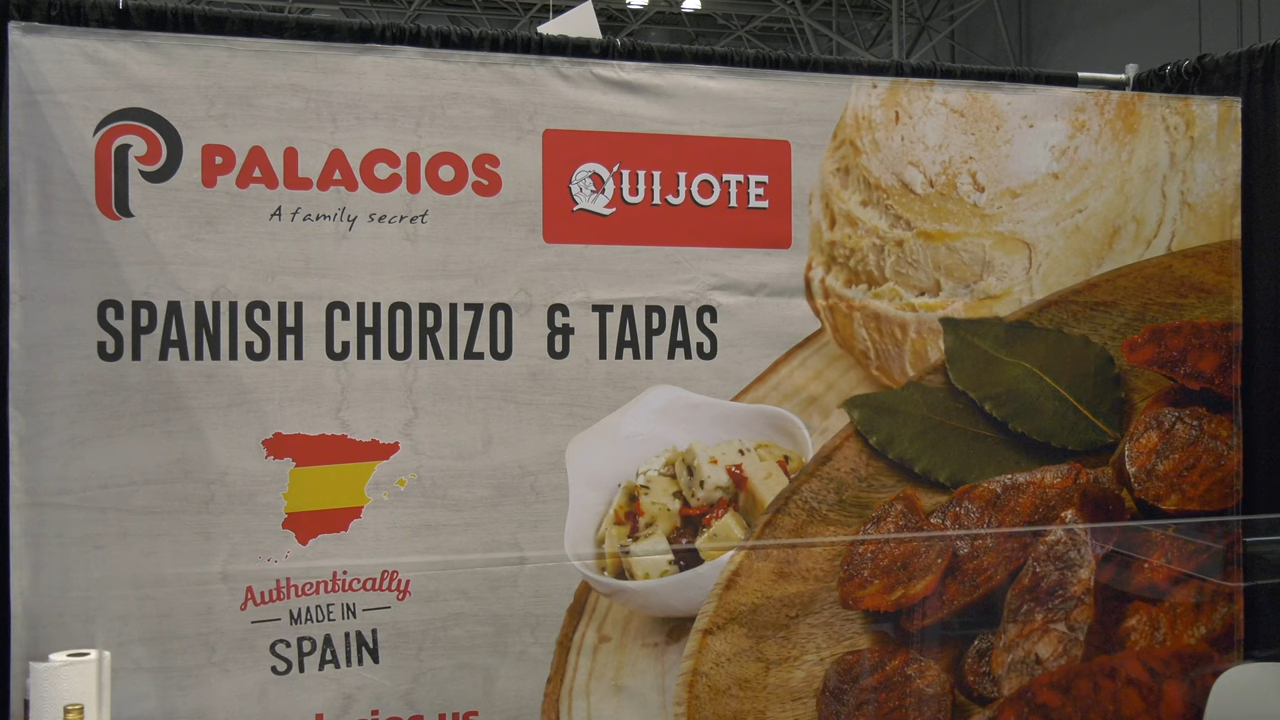 PALACIOS
A family secret
QUIJOTE
SPANISH CHORIZO & TAPAS
Authentically
MADE IN
SPAIN